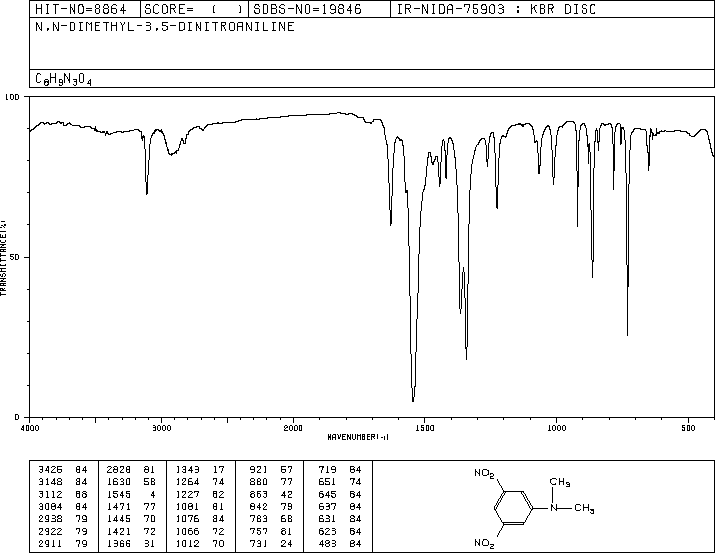 HIT-NO=8864 SCORE= ( ) SDBS-NO=19846 IR-NIDA-75903 : KBR DISC
N,N-DIMETHYL-3,5-DINITROANILINE
C8H9N3O4
100
TRANSMITTANCE(%)
50
0
4000 3000 2000 1500 1000 500
WAVENUMBER(-1)
3426 84 2828 81 1343 17 921 57 719 84
3148 84 1630 58 1264 74 880 77 651 74
3112 68 1545 4 1227 62 863 42 645 84
3084 84 1471 77 1081 81 842 79 637 84
2938 79 1445 70 1076 84 783 68 631 84
2922 79 1421 72 1066 72 757 81 623 84
2911 79 1366 31 1012 70 731 24 483 84
NO2
CH3
N
CH3
NO2